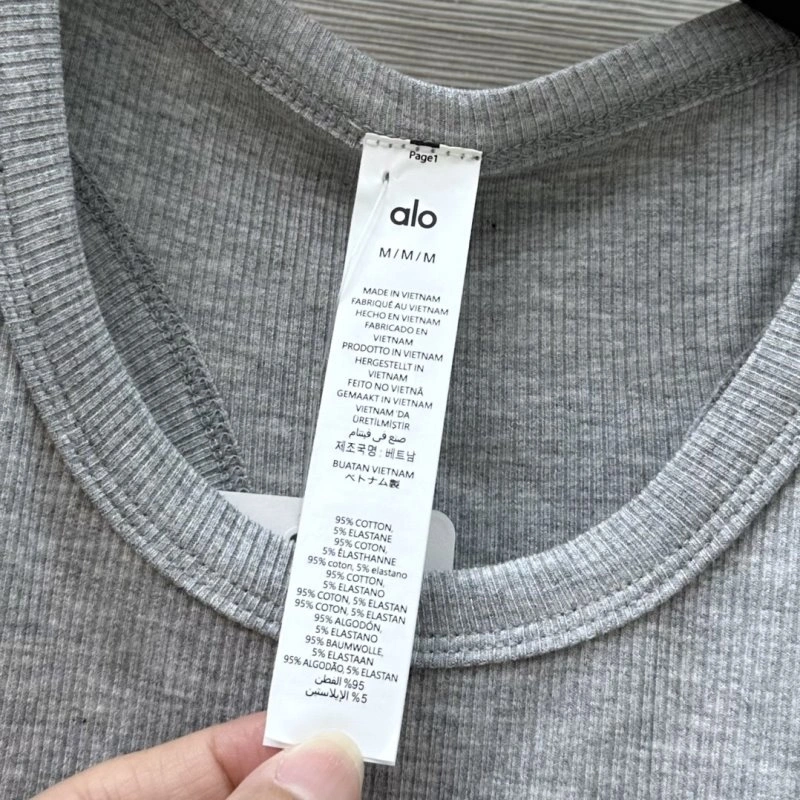 Page1
alo
M/M/M
MADE IN VIETNAM
FABRIQUÉ AU VIETNAM
HECHO EN VIETNAM
FABRICADO EN
VIETNAM
PRODOTTO IN VIETNAM
HERGESTELLT IN
VIETNAM
FEITO NO VIETNÃ
GEMAAKT IN VIETNAM
VIETNAM 'DA
ÜRETİLMİŞTİR
صنع في فيتنام
제조국명 : 베트남
BUATAN VIETNAM
ベトナム製
95% COTTON,
5% ELASTANE
95% COTON,
5% ÉLASTHANNE
95% coton, 5% elastano
95% COTTON,
5% ELASTANO
95% COTON, 5% ELASTAN
95% COTTON, 5% ELASTAN
95% ALGODÓN,
5% ELASTANO
95% BAUMWOLLE,
5% ELASTAAN
95% ALGODÃO, 5% ELASTAN
95% القطن
5% الإيلاستين